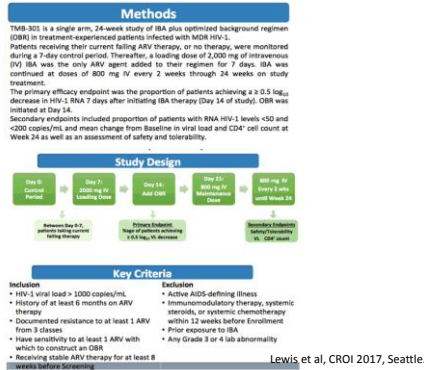 Methods
TMB-301 is a single arm, 24-week study of IBA plus optimized background regimen
(OBR) in treatment-experienced patients infected with MDR HIV-1.
Patients receiving their current failing ARV therapy, or no therapy, were monitored
during a 7-day control period. Thereafter, a loading dose of 2,000 mg of intravenous
(IV) IBA was the only ARV agent added to their regimen for 7 days. IBA was
continued at doses of 800 mg every 2 weeks through 24 weeks on study
treatment.
The primary efficacy endpoint was the proportion of patients achieving a ≥ 0.5 log₁₀
decrease in HIV-1 RNA 7 days after initiating IBA therapy (Day 14 of study). OBR was
initiated at Day 14.
Secondary endpoints included proportion of patients with RNA HIV-1 levels <50 and
<200 copies/mL and mean change from Baseline in viral load and CD4⁺ cell count at
Week 24 as well as an assessment of safety and tolerability.
Study Design
Day 0:
Control
Period
Day 7:
2000 mg IV
Loading Dose
Day 14:
Add OBR
Day 21:
800 mg IV
Maintenance
Dose
800 mg IV
Every 2 wks
until Week 24
Between Day 0-7,
patients taking current
failing therapy
Primary Endpoint
%age of patients achieving
≥ 0.5 log₁₀ VL decrease
Secondary Endpoints
Safety/Tolerability
VL CD4⁺ count
Key Criteria
Inclusion
• HIV-1 viral load > 1000 copies/mL
• History of at least 6 months on ARV
therapy
• Documented resistance to at least 1 ARV
from 3 classes
• Have sensitivity to at least 1 ARV with
which to construct an OBR
• Receiving stable ARV therapy for at least 8
weeks before Screening
Exclusion
• Active AIDS-defining illness
• Immunomodulatory therapy, systemic
steroids, or systemic chemotherapy
within 12 weeks before Enrollment
• Prior exposure to IBA
• Any Grade 3 or 4 lab abnormality
Lewis et al, CROI 2017, Seattle.